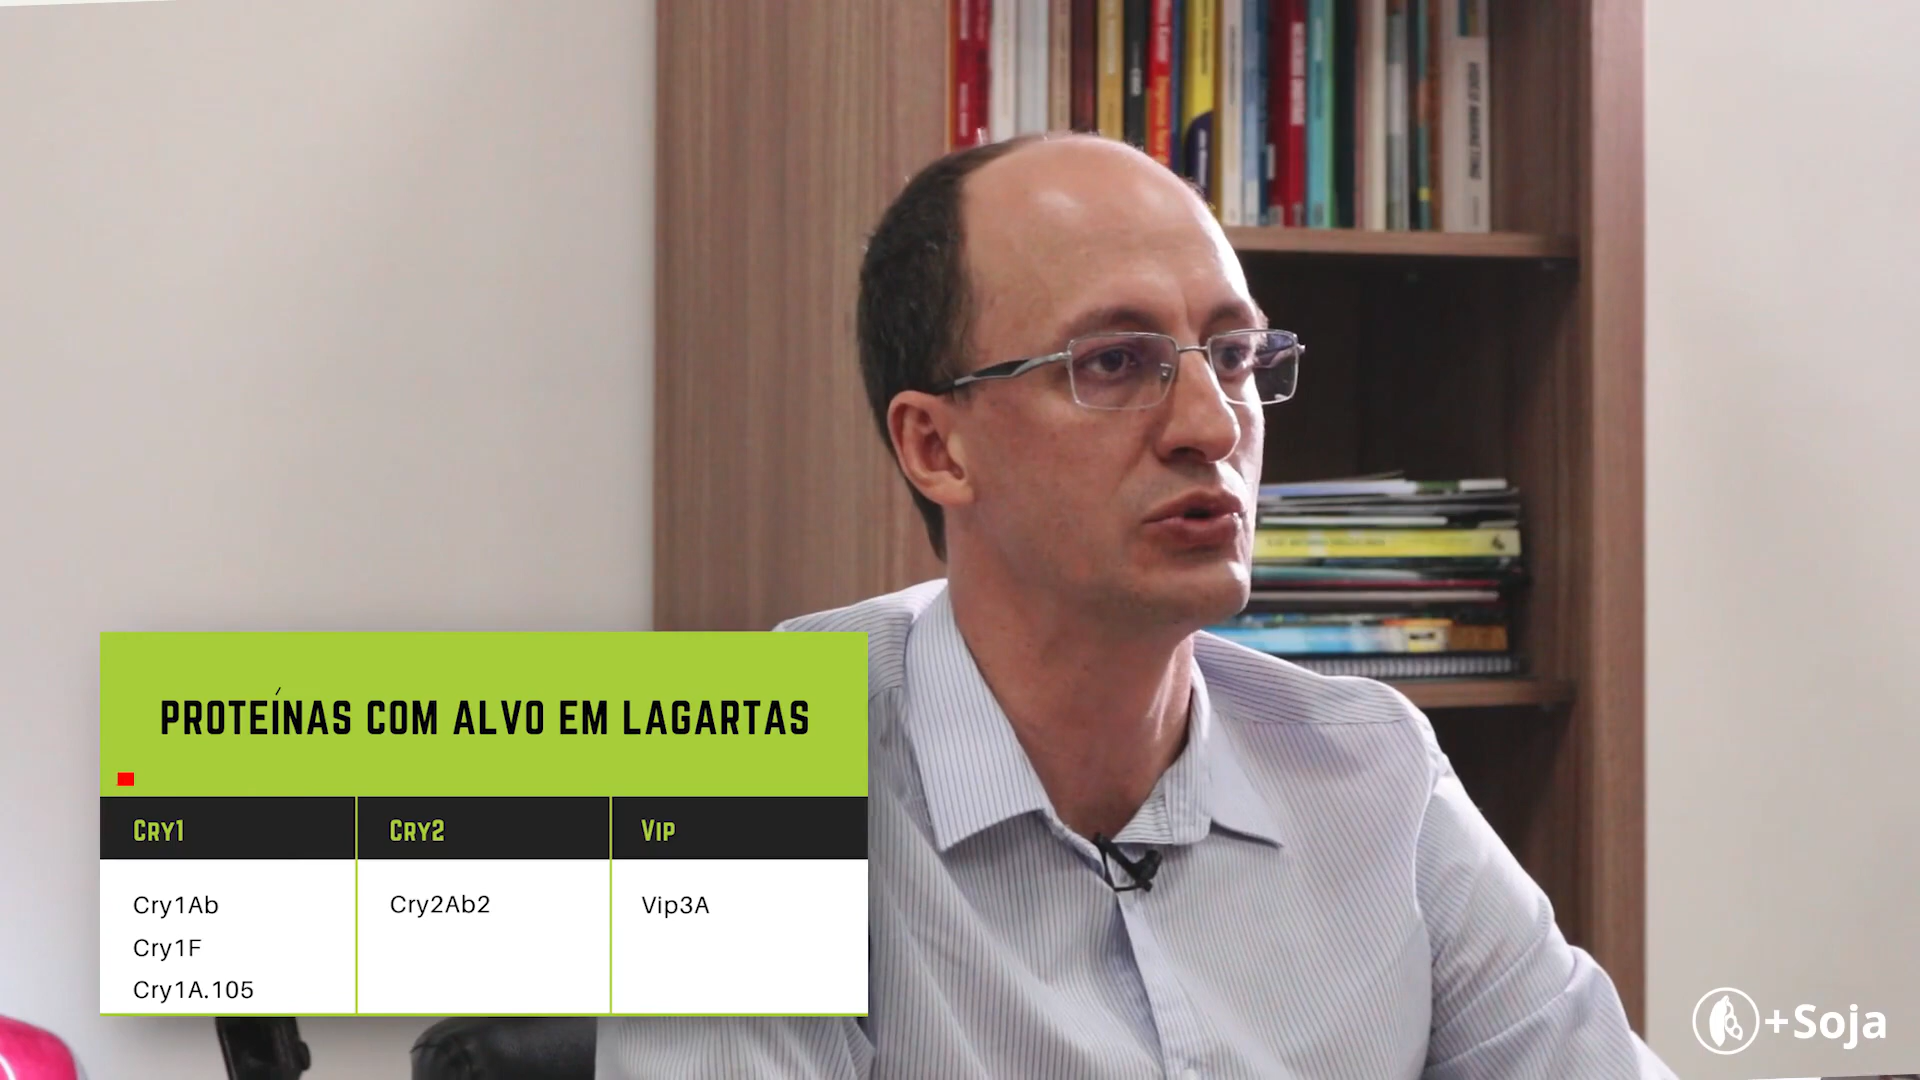 PROTEÍNAS COM ALVO EM LAGARTAS
CRY1
CRY2
VIP
Cry1Ab
Cry2Ab2
Vip3A
Cry1F
Cry1A.105
+Soja